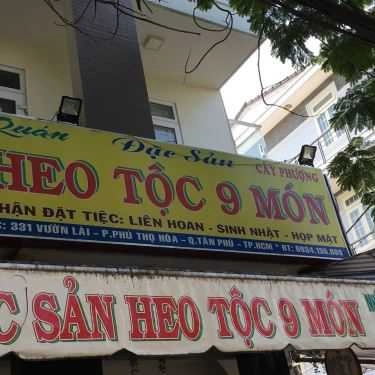 Quán Đặc Sản CÂY PHƯỢNG
HEO TỘC 9 MÓN
NHẬN ĐẶT TIỆC: LIÊN HOAN - SINH NHẬT - HỌP MẶT
: 331 VƯỜN LÀI - P.PHÚ THỌ HÒA - Q.TÂN PHÚ - TP.HCM * ĐT:
C SẢN HEO TỘC 9 MÓN